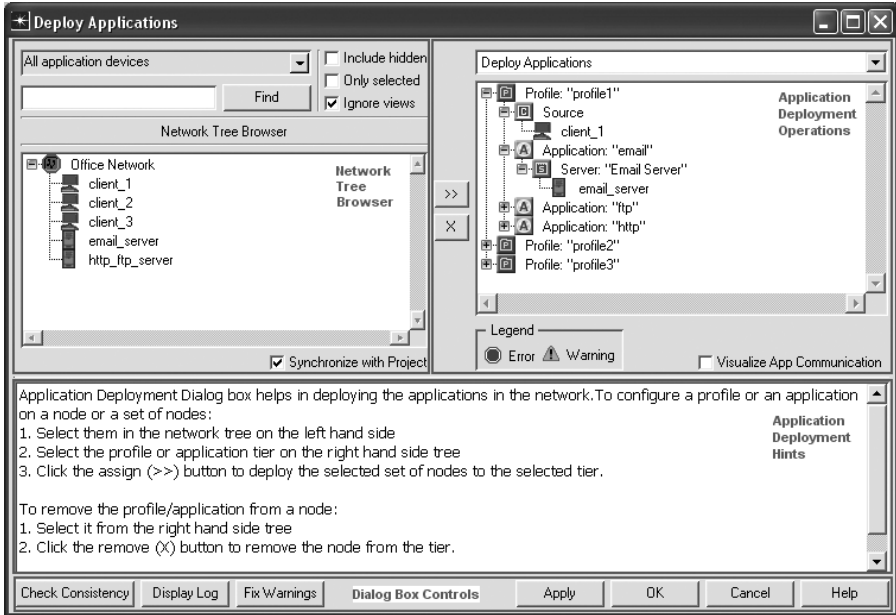 Deploy Applications
All application devices
Include hidden
Only selected
Find
Ignore views
Network Tree Browser
Office Network
client_1
client_2
client_3
email_server
http_ftp_server
Network
Tree
Browser
Synchronize with Project
>>
X
Deploy Applications
Profile: "profile1"
Source
client_1
Application: "email"
Server: "Email Server"
email_server
Application: "ftp"
Application: "http"
Profile: "profile2"
Profile: "profile3"
Application
Deployment
Operations
Legend
Error
Warning
Visualize App Communication
Application Deployment Dialog box helps in deploying the applications in the network.To configure a profile or an application
on a node or a set of nodes:
1. Select them in the network tree on the left hand side
2. Select the profile or application tier on the right hand side tree
3. Click the assign (>>) button to deploy the selected set of nodes to the selected tier.
To remove the profile/application from a node:
1. Select it from the right hand side tree
2. Click the remove (X) button to remove the node from the tier.
Application
Deployment
Hints
Check Consistency
Display Log
Fix Warnings
Dialog Box Controls
Apply
OK
Cancel
Help